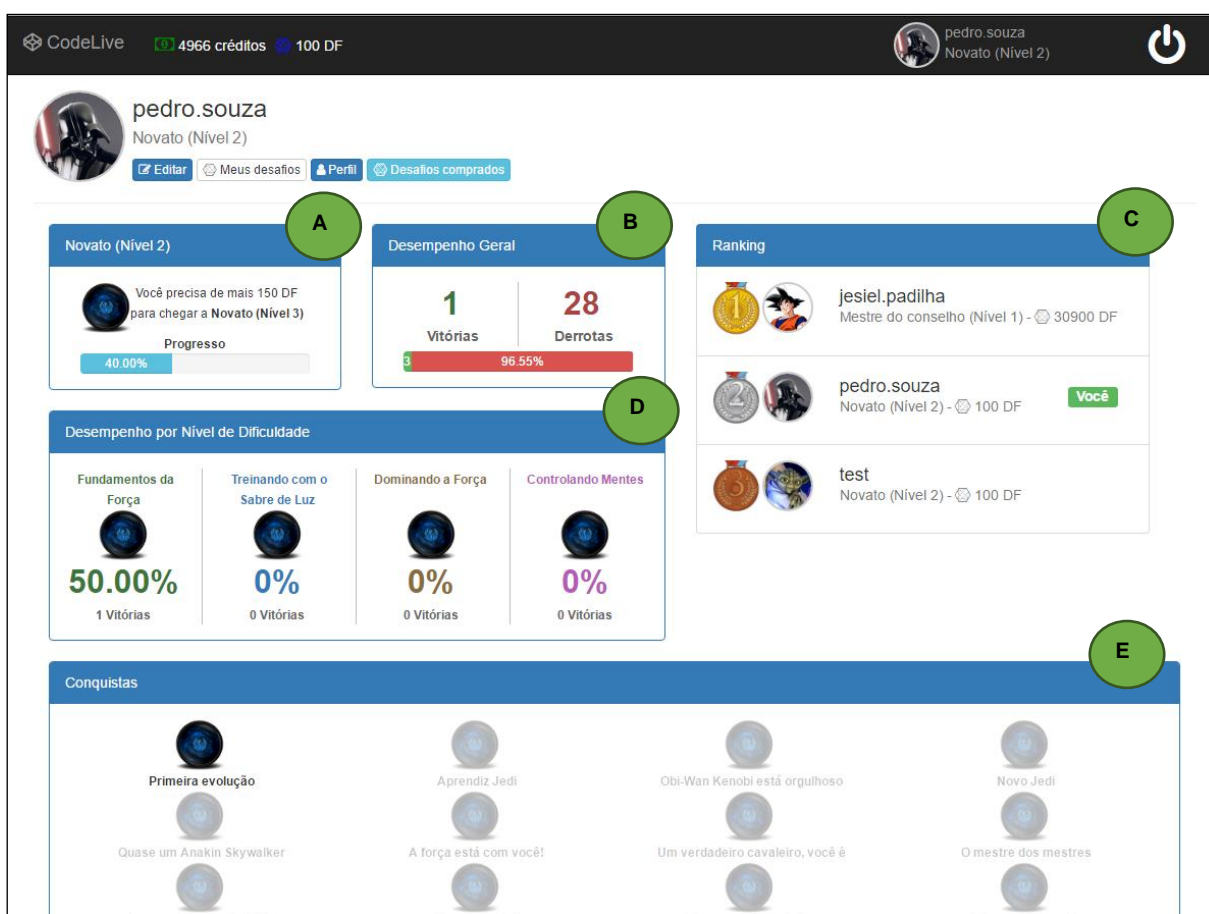 CodeLive 4966 créditos 100 DF
pedro.souza
Novato (Nível 2)
pedro.souza
Novato (Nível 2)
Editar Meus desafios Perfil Desafios comprados
A
Novato (Nível 2)
Você precisa de mais 150 DF
para chegar a Novato (Nível 3)
Progresso
40.00%
B
Desempenho Geral
1 28
Vitórias Derrotas
3 96.55%
C
Ranking
1
jesiel.padilha
Mestre do conselho (Nível 1) - 30900 DF
2
pedro.souza
Novato (Nível 2) - 100 DF
Você
3
test
Novato (Nível 2) - 100 DF
D
Desempenho por Nível de Dificuldade
Fundamentos da
Força
50.00%
1 Vitórias
Treinando com o
Sabre de Luz
0%
0 Vitórias
Dominando a Força
0%
0 Vitórias
Controlando Mentes
0%
0 Vitórias
E
Conquistas
Primeira evolução Aprendiz Jedi Obi-Wan Kenobi está orgulhoso Novo Jedi
Quase um Anakin Skywalker A força está com você! Um verdadeiro cavaleiro, você é O mestre dos mestres